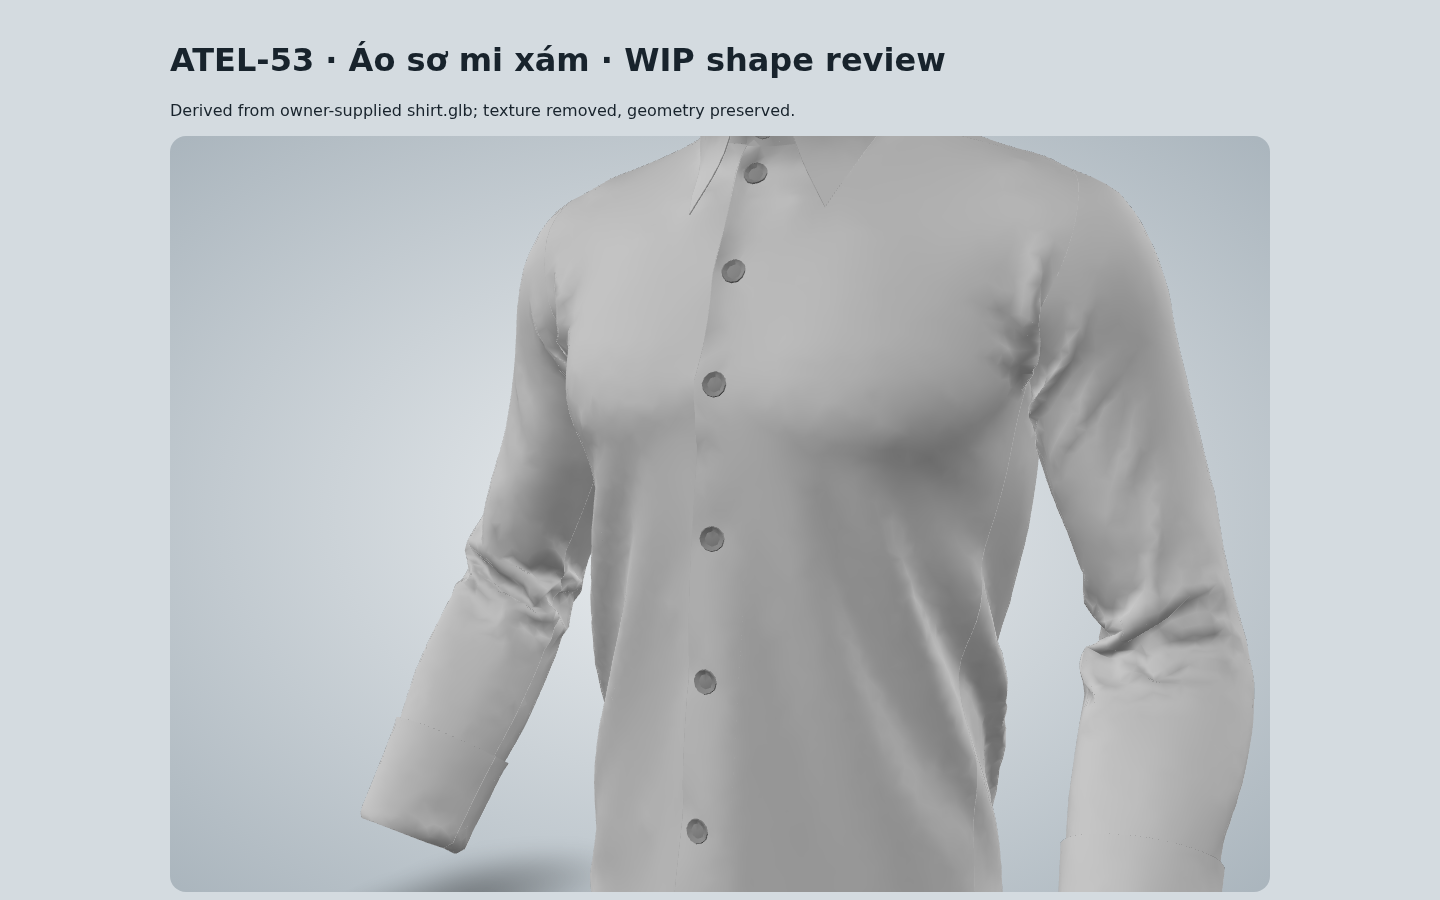 ATEL-53 · Áo sơ mi xám · WIP shape review
Derived from owner-supplied shirt.glb; texture removed, geometry preserved.